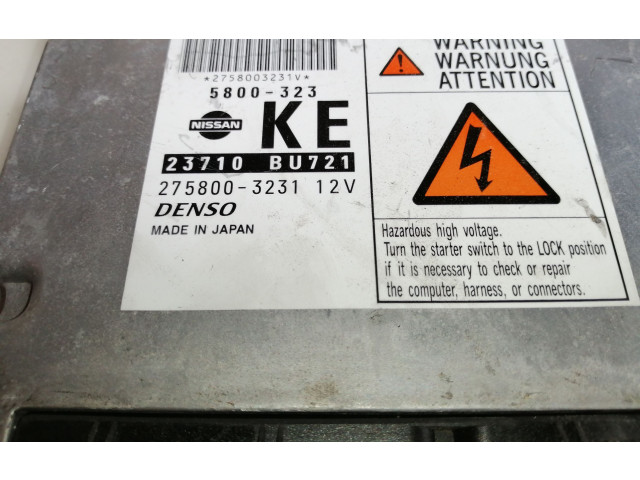 *2758003231V*
5800-323
NISSAN
KE
23710 BU721
275800-3231 12V
DENSO
MADE IN JAPAN
WARNING
WARNUNG
ATTENTION
Hazardous high voltage.
Turn the starter switch to the LOCK position
if it is necessary to check or repair
the computer, harness, or connectors.